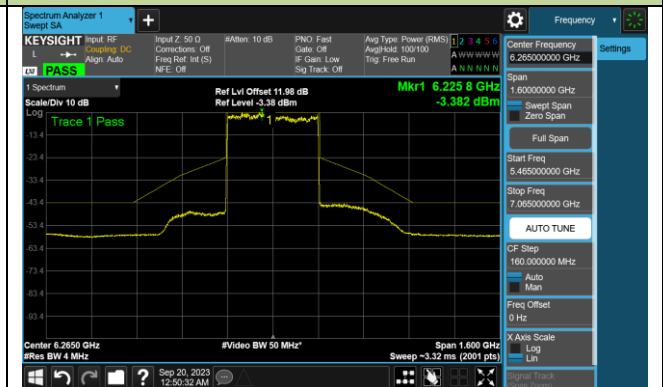 Spectrum Analyzer 1
Swept SA
Frequency
KEYSIGHT Input: RF
Coupling: DC
Align: Auto
Input Z: 50 Ω
Corrections: Off
Freq Ref: Int (S)
NFE: Off
#Atten: 10 dB
PNO: Fast
Gate: Off
IF Gain: Low
Sig Track: Off
Avg Type: Power (RMS)
Avg|Hold: 100/100
Trig: Free Run
1 2 3 4 5 6
A W W W W W
A N N N N N
L
LXI PASS
1 Spectrum
Scale/Div 10 dB
Ref Lvl Offset 11.98 dB
Ref Level -3.38 dBm
Mkr1 6.225 8 GHz
-3.382 dBm
Log
Trace 1 Pass
1
-13.4
-23.4
-33.4
-43.4
-53.4
-63.4
-73.4
-83.4
-93.4
Center 6.2650 GHz
#Res BW 4 MHz
#Video BW 50 MHz*
Span 1.600 GHz
Sweep ~3.32 ms (2001 pts)
Center Frequency
6.265000000 GHz
Settings
Span
1.60000000 GHz
Swept Span
Zero Span
Full Span
Start Freq
5.465000000 GHz
Stop Freq
7.065000000 GHz
AUTO TUNE
CF Step
160.000000 MHz
Auto
Man
Freq Offset
0 Hz
X Axis Scale
Log
Lin
Signal Track
(Span Zoom)
Sep 20, 2023
12:50:32 AM